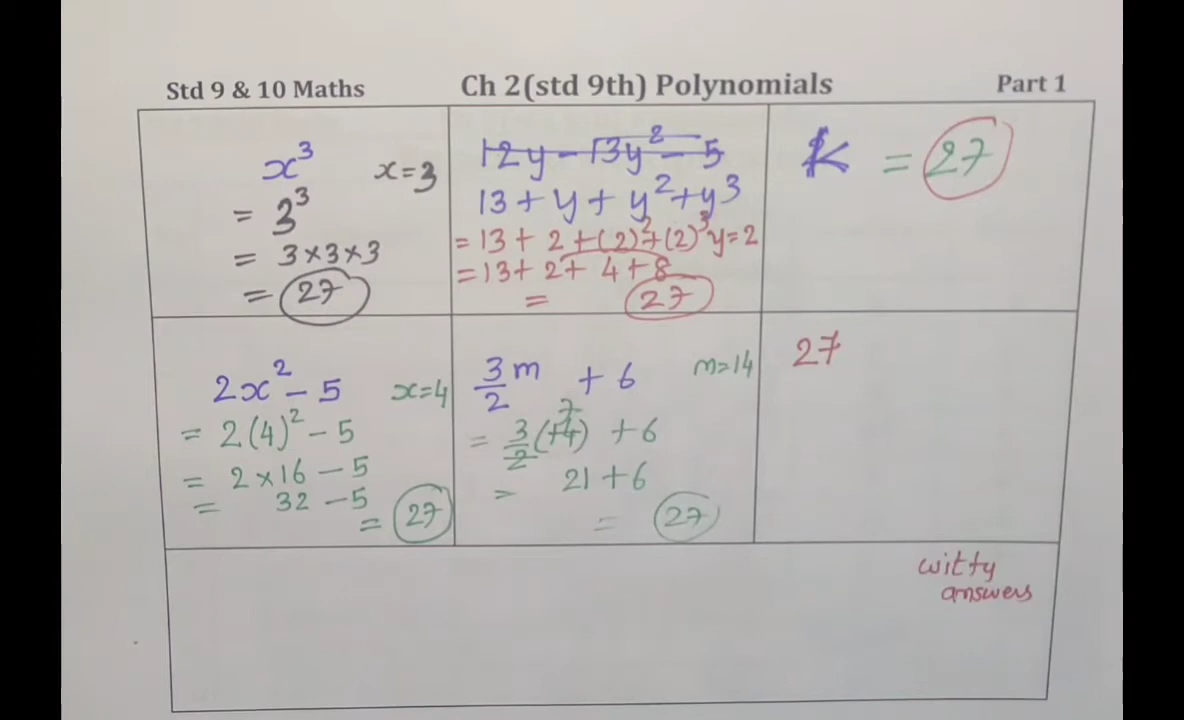 Std 9 & 10 Maths Ch 2(std 9th) Polynomials Part 1
x³ x=3
= 3³
= 3×3×3
= 27
12y - 13y² - 5
13 + y + y² + y³
= 13 + 2 + (2)² + (2)³ y=2
= 13 + 2 + 4 + 8
= 27
k = 27
2x² - 5 x=4
= 2(4)² - 5
= 2×16 - 5
= 32 - 5
= 27
3/2 m + 6 m=14
= 3/2 (14) 7 + 6
= 21 + 6
= 27
27
witty
answers